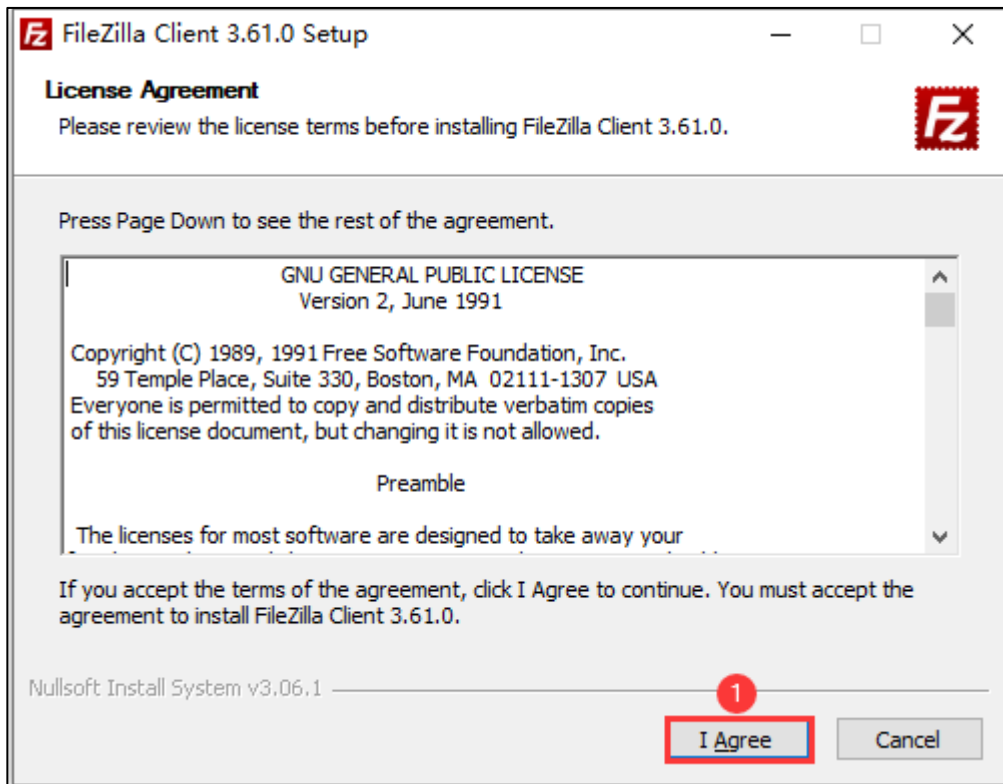 Fz FileZilla Client 3.61.0 Setup
License Agreement
Please review the license terms before installing FileZilla Client 3.61.0.
Fz
Press Page Down to see the rest of the agreement.
GNU GENERAL PUBLIC LICENSE
Version 2, June 1991
Copyright (C) 1989, 1991 Free Software Foundation, Inc.
59 Temple Place, Suite 330, Boston, MA 02111-1307 USA
Everyone is permitted to copy and distribute verbatim copies
of this license document, but changing it is not allowed.
Preamble
The licenses for most software are designed to take away your
If you accept the terms of the agreement, click I Agree to continue. You must accept the
agreement to install FileZilla Client 3.61.0.
Nullsoft Install System v3.06.1
1
I Agree Cancel